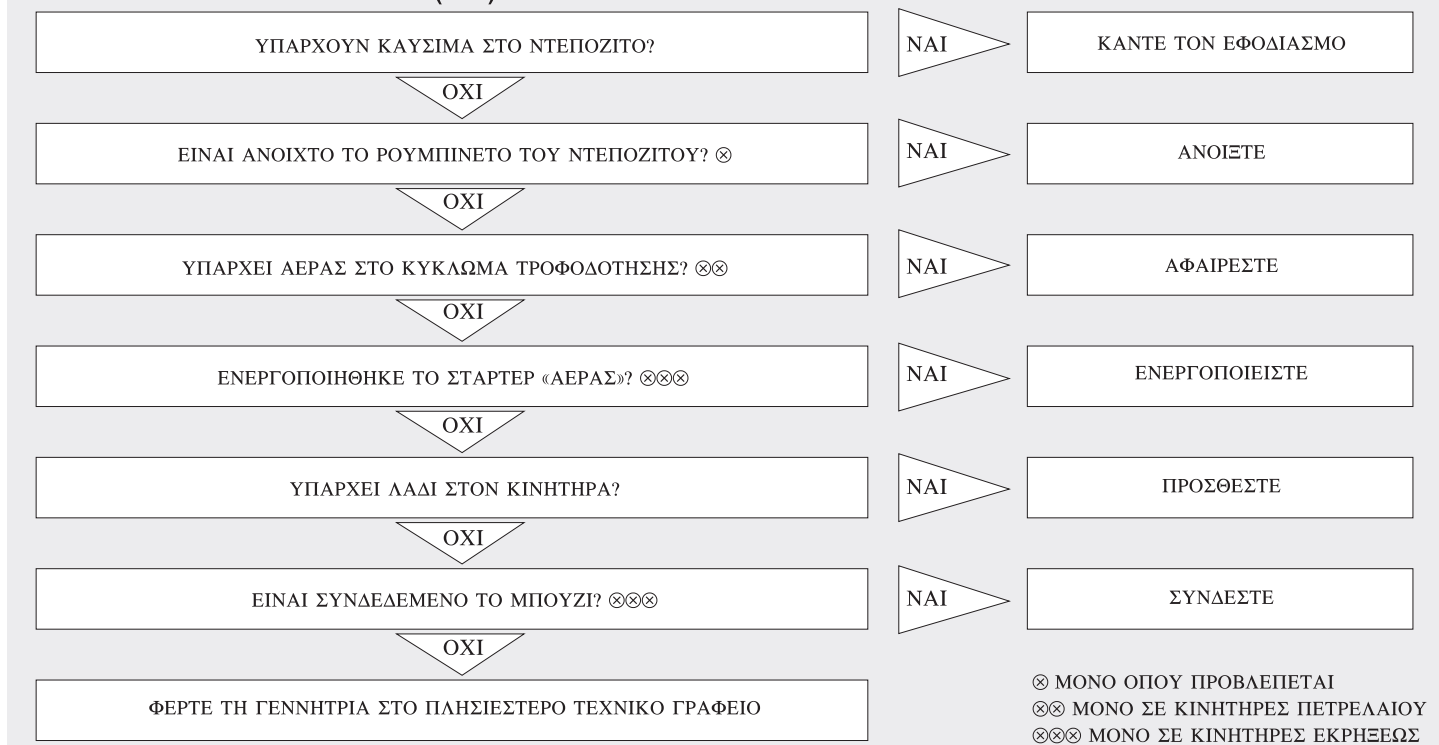 ΥΠΑΡΧΟΥΝ ΚΑΥΣΙΜΑ ΣΤΟ ΝΤΕΠΟΖΙΤΟ?
ΝΑΙ
ΚΑΝΤΕ ΤΟΝ ΕΦΟΔΙΑΣΜΟ
ΟΧΙ
ΕΙΝΑΙ ΑΝΟΙΧΤΟ ΤΟ ΡΟΥΜΠΙΝΕΤΟ ΤΟΥ ΝΤΕΠΟΖΙΤΟΥ? ⊗
ΝΑΙ
ΑΝΟΙΞΤΕ
ΟΧΙ
ΥΠΑΡΧΕΙ ΑΕΡΑΣ ΣΤΟ ΚΥΚΛΩΜΑ ΤΡΟΦΟΔΟΤΗΣΗΣ? ⊗⊗
ΝΑΙ
ΑΦΑΙΡΕΣΤΕ
ΟΧΙ
ΕΝΕΡΓΟΠΟΙΗΘΗΚΕ ΤΟ ΣΤΑΡΤΕΡ «ΑΕΡΑΣ»? ⊗⊗⊗
ΝΑΙ
ΕΝΕΡΓΟΠΟΙΕΙΣΤΕ
ΟΧΙ
ΥΠΑΡΧΕΙ ΛΑΔΙ ΣΤΟΝ ΚΙΝΗΤΗΡΑ?
ΝΑΙ
ΠΡΟΣΘΕΣΤΕ
ΟΧΙ
ΕΙΝΑΙ ΣΥΝΔΕΔΕΜΕΝΟ ΤΟ ΜΠΟΥΖΙ? ⊗⊗⊗
ΝΑΙ
ΣΥΝΔΕΣΤΕ
ΟΧΙ
ΦΕΡΤΕ ΤΗ ΓΕΝΝΗΤΡΙΑ ΣΤΟ ΠΛΗΣΙΕΣΤΕΡΟ ΤΕΧΝΙΚΟ ΓΡΑΦΕΙΟ
⊗ ΜΟΝΟ ΟΠΟΥ ΠΡΟΒΛΕΠΕΤΑΙ
⊗⊗ ΜΟΝΟ ΣΕ ΚΙΝΗΤΗΡΕΣ ΠΕΤΡΕΛΑΙΟΥ
⊗⊗⊗ ΜΟΝΟ ΣΕ ΚΙΝΗΤΗΡΕΣ ΕΚΡΗΞΕΩΣ